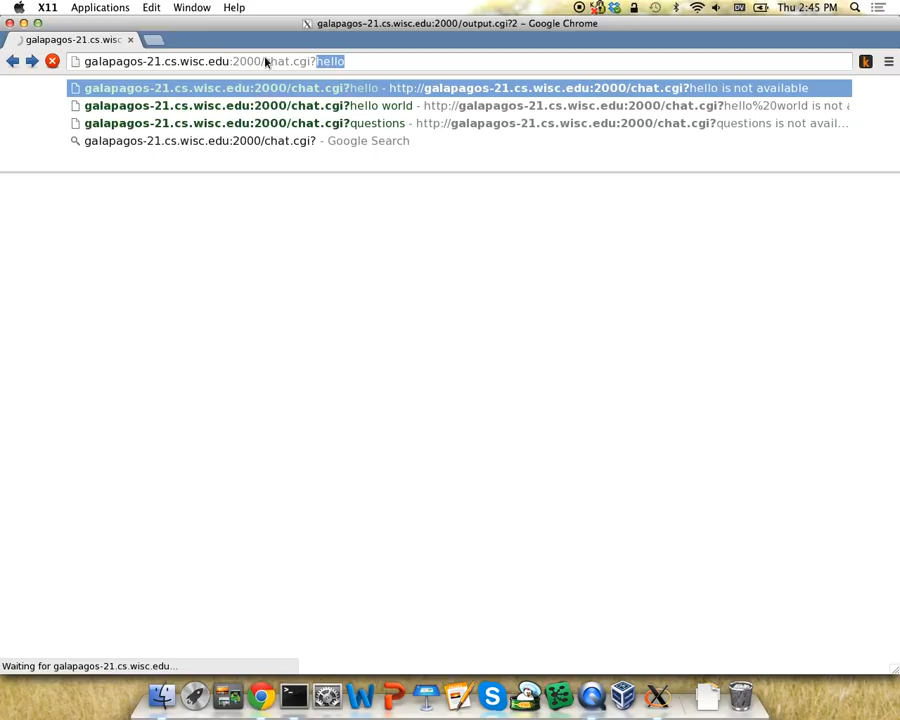 X11 Applications Edit Window Help Thu 2:45 PM
galapagos-21.cs.wisc.edu:2000/output.cgi?2 – Google Chrome
galapagos-21.cs.wisc
galapagos-21.cs.wisc.edu:2000/chat.cgi?hello
galapagos-21.cs.wisc.edu:2000/chat.cgi?hello - http://galapagos-21.cs.wisc.edu:2000/chat.cgi?hello is not available
galapagos-21.cs.wisc.edu:2000/chat.cgi?hello world - http://galapagos-21.cs.wisc.edu:2000/chat.cgi?hello%20world is not a
galapagos-21.cs.wisc.edu:2000/chat.cgi?questions - http://galapagos-21.cs.wisc.edu:2000/chat.cgi?questions is not avail...
galapagos-21.cs.wisc.edu:2000/chat.cgi? - Google Search
Waiting for galapagos-21.cs.wisc.edu...